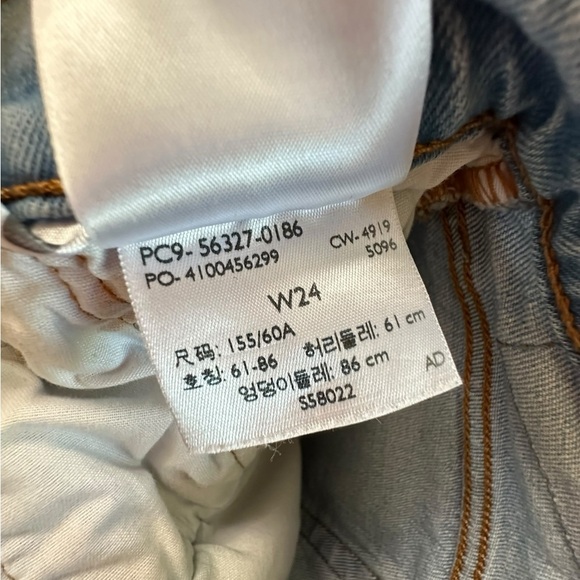 PC9- 56327-0186
PO- 4100456299
CW- 4919
5096
W24
尺码: 155/60A
호칭: 61-86 허리둘레: 61 cm
엉덩이둘레: 86 cm
S58022
AD